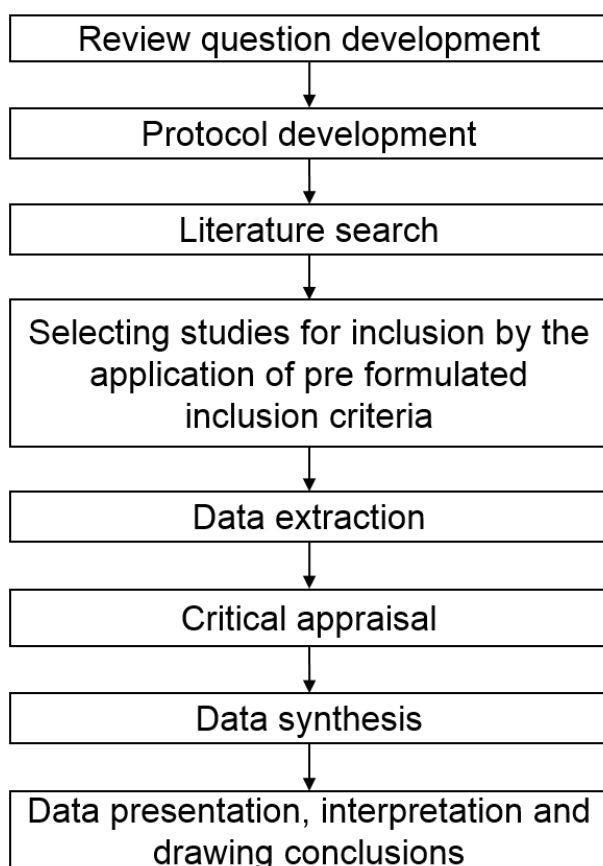 Review question development
Protocol development
Literature search
Selecting studies for inclusion by the
application of pre formulated
inclusion criteria
Data extraction
Critical appraisal
Data synthesis
Data presentation, interpretation and
drawing conclusions